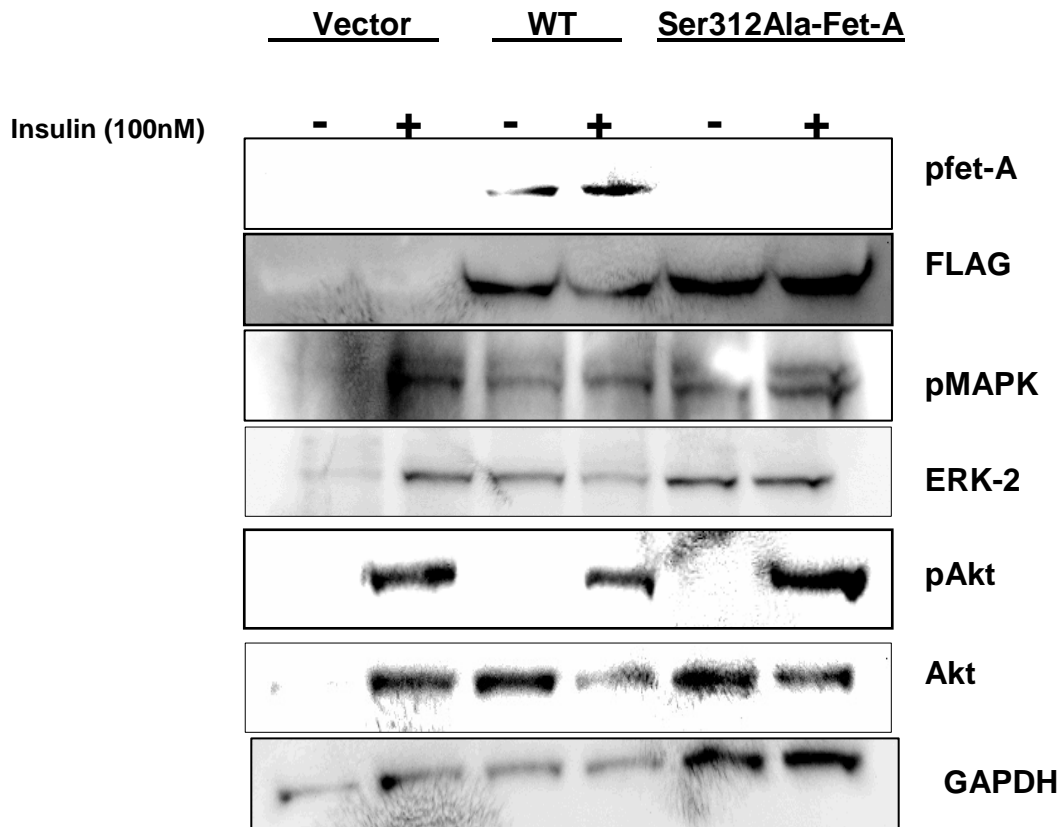 Vector WT Ser312Ala-Fet-A
Insulin (100nM) - + - + - +
pfet-A
FLAG
pMAPK
ERK-2
pAkt
Akt
GAPDH